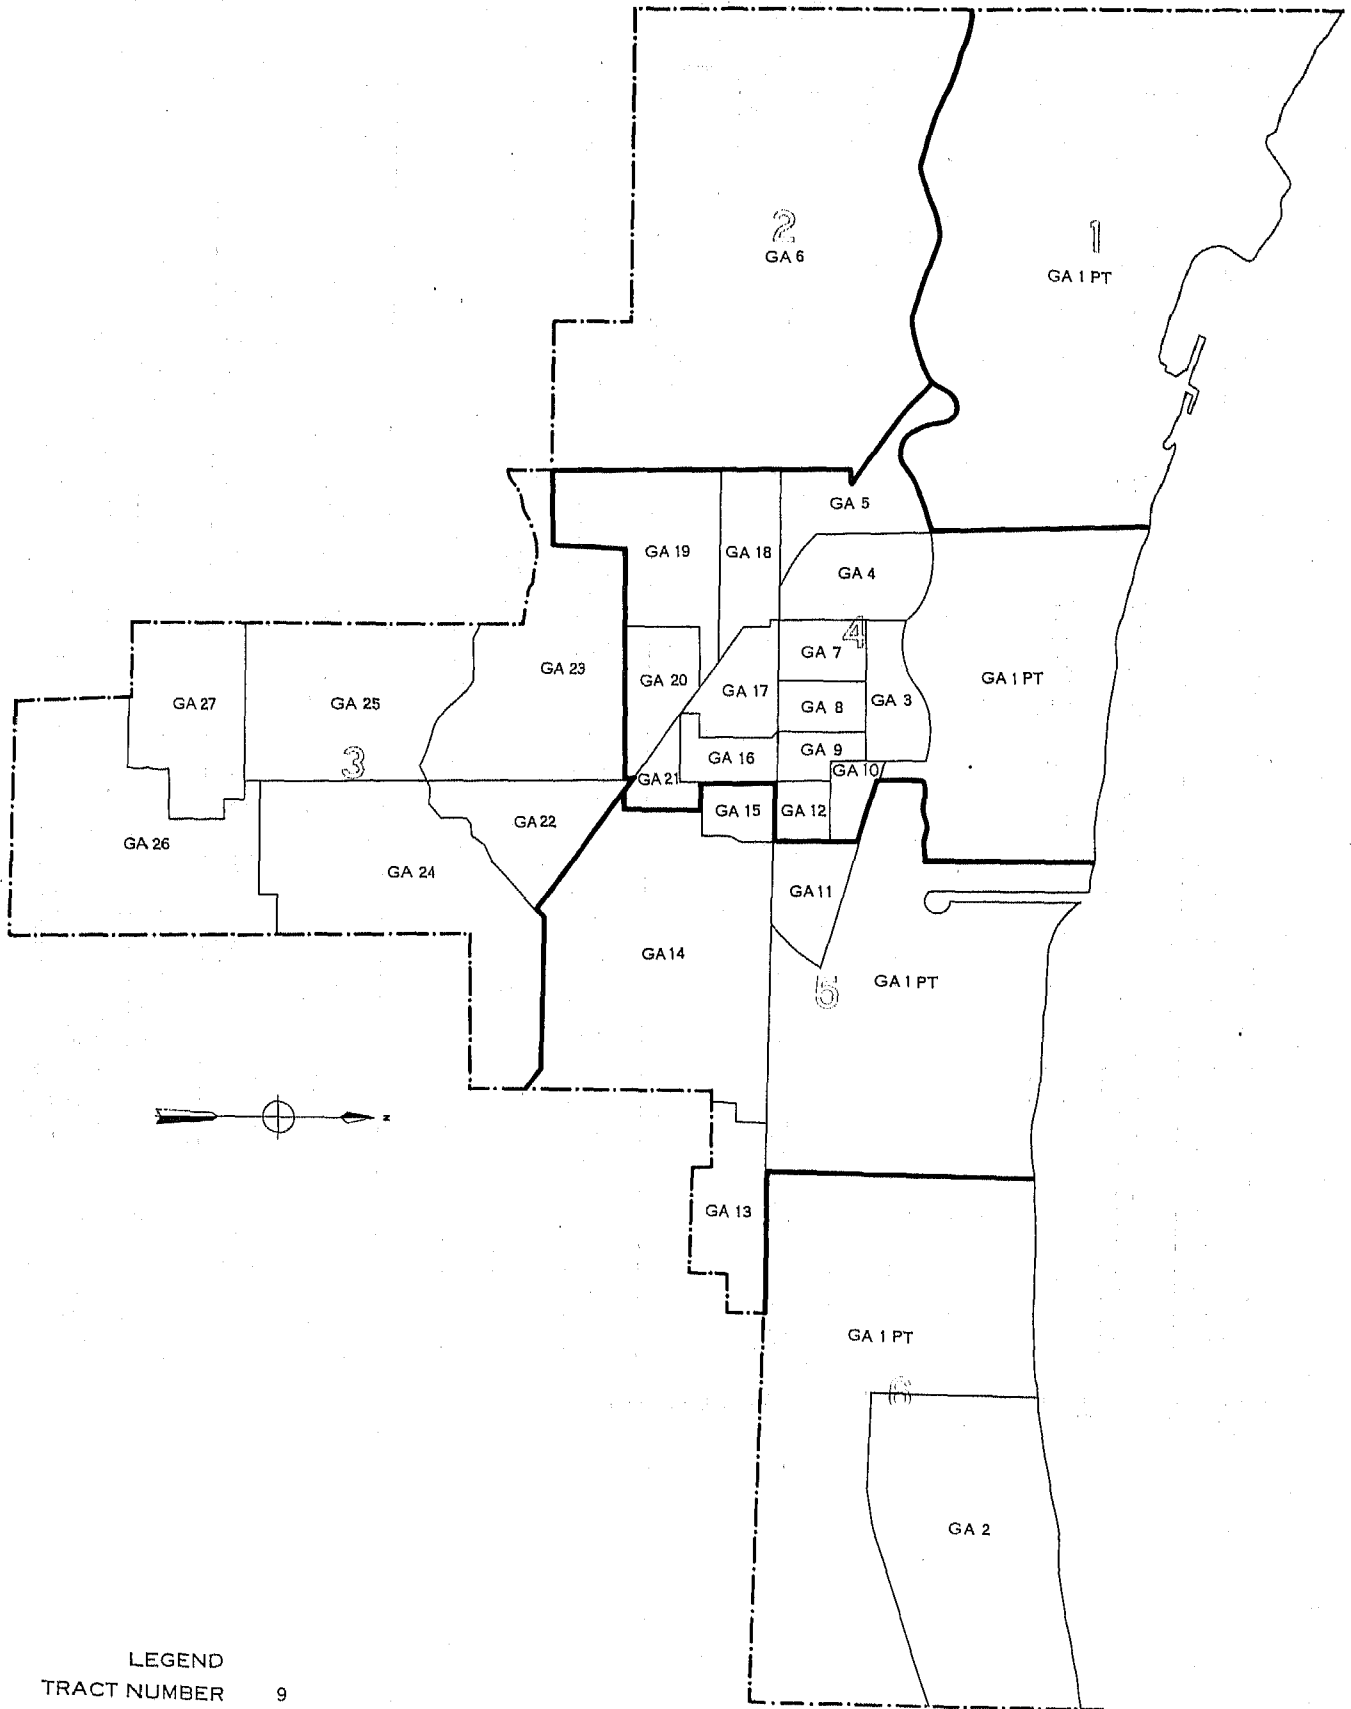 2
GA 6
1
GA 1 PT
GA 5
GA 19
GA 18
GA 4
4
GA 7
GA 23
GA 20
GA 17
GA 3
GA 1 PT
GA 27
GA 25
GA 8
3
GA 16
GA 9
GA 10
GA 21
GA 15
GA 12
GA 22
GA 26
GA 24
GA 11
GA 14
5
GA 1 PT
N
GA 13
GA 1 PT
6
GA 2
LEGEND
TRACT NUMBER 9